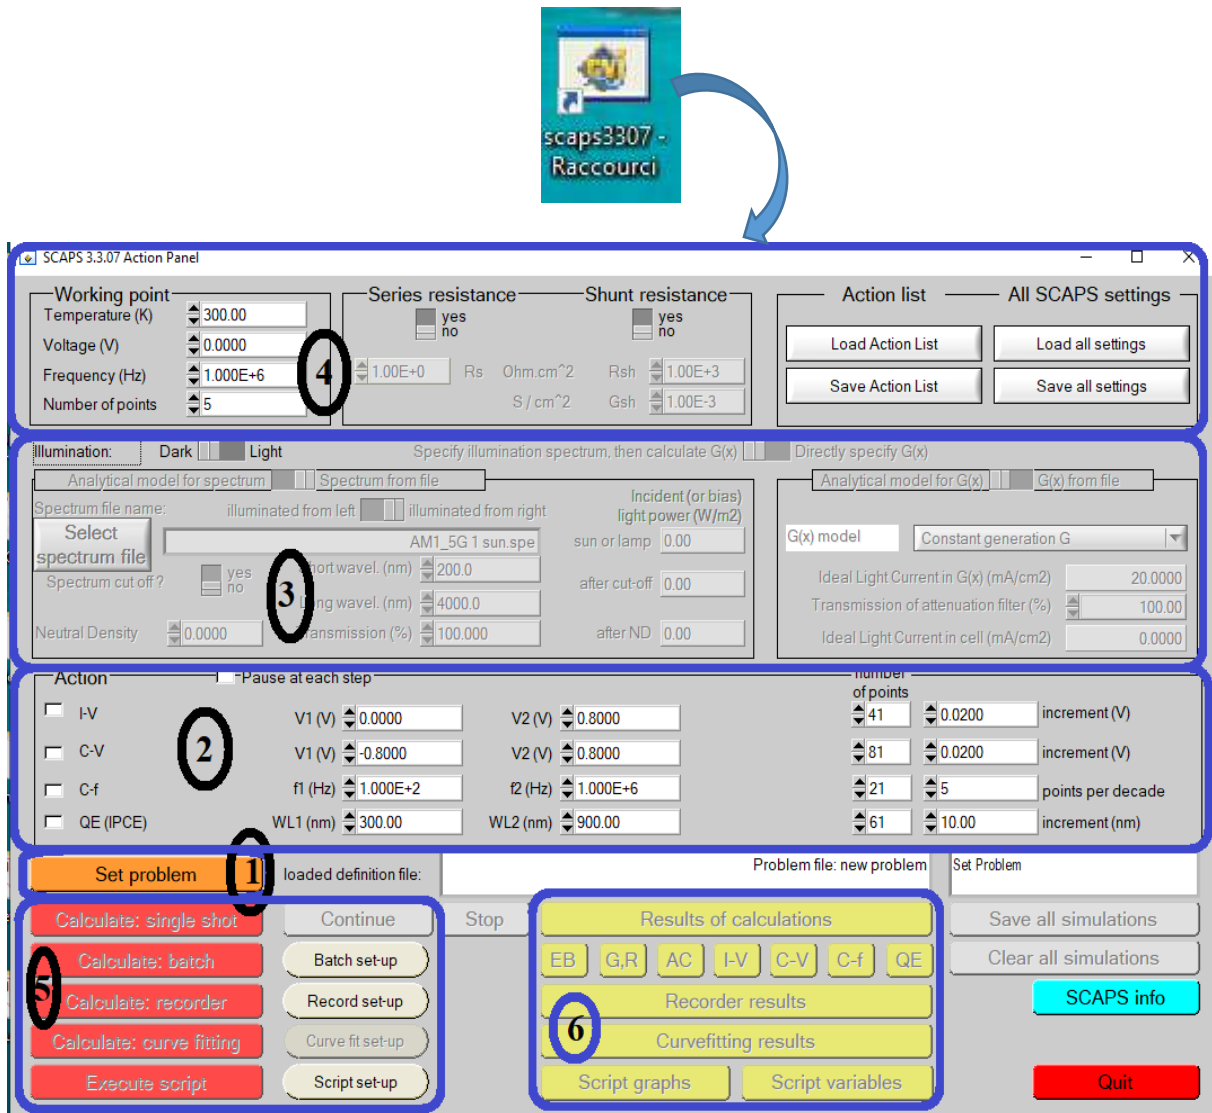 scaps3307 -
Raccourci
SCAPS 3.3.07 Action Panel
Working point
Temperature (K) 300.00
Voltage (V) 0.0000
Frequency (Hz) 1.000E+6
Number of points 5
4
Series resistance Shunt resistance
yes yes
no no
1.00E+0 Rs Ohm.cm^2 Rsh 1.00E+3
S / cm^2 Gsh 1.00E-3
Action list All SCAPS settings
Load Action List Load all settings
Save Action List Save all settings
Illumination: Dark Light Specify illumination spectrum, then calculate G(x) Directly specify G(x)
Analytical model for spectrum Spectrum from file
Spectrum file name: illuminated from left illuminated from right
Incident (or bias)
light power (W/m2)
Select
spectrum file
AM1_5G 1 sun.spe sun or lamp 0.00
Spectrum cut off ? yes
no
Short wavel. (nm) 200.0
after cut-off 0.00
3
Long wavel. (nm) 4000.0
Neutral Density 0.0000 Transmission (%) 100.000 after ND 0.00
Analytical model for G(x) G(x) from file
G(x) model Constant generation G
Ideal Light Current in G(x) (mA/cm2) 20.0000
Transmission of attenuation filter (%) 100.00
Ideal Light Current in cell (mA/cm2) 0.0000
Action Pause at each step number
of points
I-V V1 (V) 0.0000 V2 (V) 0.8000 41 0.0200 increment (V)
2
C-V V1 (V) -0.8000 V2 (V) 0.8000 81 0.0200 increment (V)
C-f f1 (Hz) 1.000E+2 f2 (Hz) 1.000E+6 21 5 points per decade
QE (IPCE) WL1 (nm) 300.00 WL2 (nm) 900.00 61 10.00 increment (nm)
Set problem 1 loaded definition file: Problem file: new problem Set Problem
Calculate: single shot Continue Stop Results of calculations Save all simulations
Calculate: batch Batch set-up EB G,R AC I-V C-V C-f QE Clear all simulations
5
Calculate: recorder Record set-up Recorder results SCAPS info
6
Calculate: curve fitting Curve fit set-up Curvefitting results
Execute script Script set-up Script graphs Script variables Quit